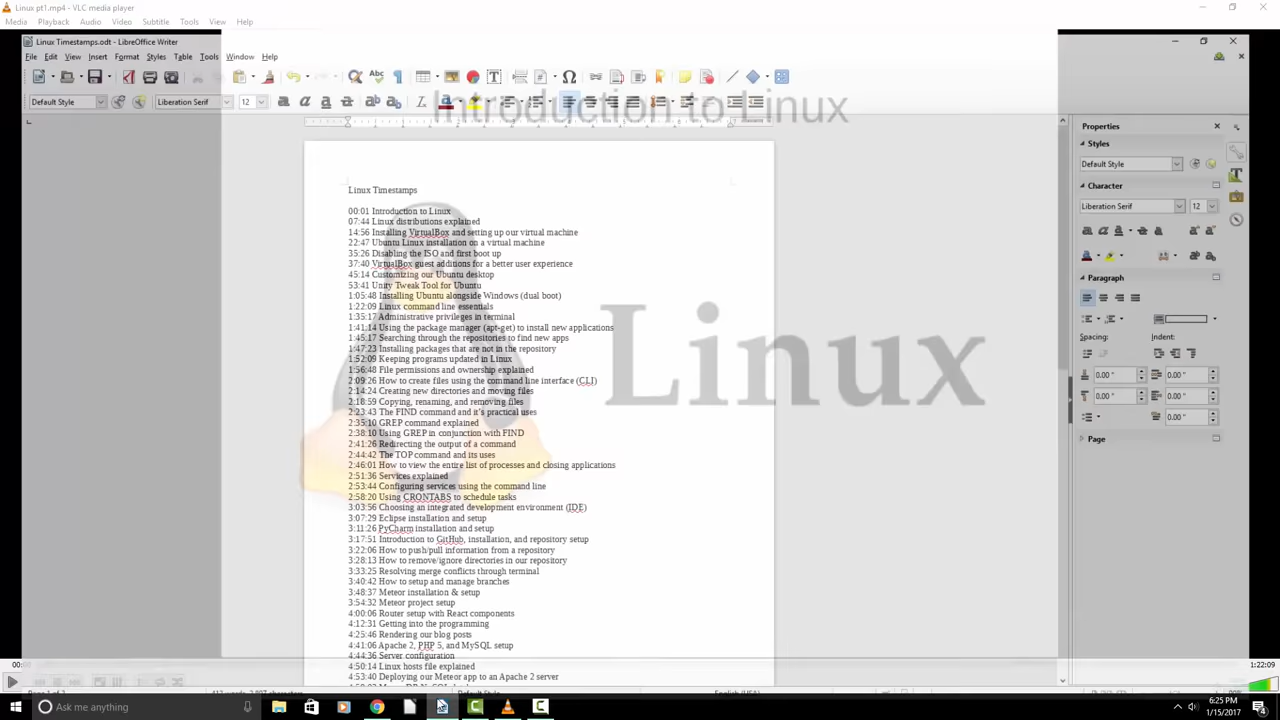 Linux pt1.mp4 - VLC media player
Media Playback Audio Video Subtitle Tools View Help
Linux Timestamps.odt - LibreOffice Writer
File Edit View Insert Format Styles Table Tools Window Help
Default Style Liberation Serif 12
Introduction to Linux
Linux
Linux Timestamps
00:01 Introduction to Linux
07:44 Linux distributions explained
14:56 Installing VirtualBox and setting up our virtual machine
22:47 Ubuntu Linux installation on a virtual machine
35:26 Disabling the ISO and first boot up
37:40 VirtualBox guest additions for a better user experience
45:14 Customizing our Ubuntu desktop
53:41 Unity Tweak Tool for Ubuntu
1:05:48 Installing Ubuntu alongside Windows (dual boot)
1:22:09 Linux command line essentials
1:35:17 Administrative privileges in terminal
1:41:14 Using the package manager (apt-get) to install new applications
1:45.17 Searching through the repositories to find new apps
1:47:23 Installing packages that are not in the repository
1:52:09 Keeping programs updated in Linux
1:56:48 File permissions and ownership explained
2:09:26 How to create files using the command line interface (CLI)
2:14:24 Creating new directories and moving files
2:18:59 Copying, renaming, and removing files
2:23:43 The FIND command and it's practical uses
2:35:10 GREP command explained
2:38:10 Using GREP in conjunction with FIND
2:41:26 Redirecting the output of a command
2:44:42 The TOP command and its uses
2:46:01 How to view the entire list of processes and closing applications
2:51:36 Services explained
2:53:44 Configuring services using the command line
2:58:20 Using CRONTABS to schedule tasks
3:03:56 Choosing an integrated development environment (IDE)
3:07:29 Eclipse installation and setup
3:11:26 PyCharm installation and setup
3:17:51 Introduction to GitHub, installation, and repository setup
3:22:06 How to push/pull information from a repository
3:28:13 How to remove/ignore directories in our repository
3:33:25 Resolving merge conflicts through terminal
3:40:42 How to setup and manage branches
3:48:37 Meteor installation & setup
3:54:32 Meteor project setup
4:00:06 Router setup with React components
4:12:31 Getting into the programming
4:25:46 Rendering our blog posts
4:41:06 Apache 2, PHP 5, and MySQL setup
4:44:36 Server configuration
4:50:14 Linux hosts file explained
4:53:40 Deploying our Meteor app to an Apache 2 server
Properties
Styles
Default Style
Character
Liberation Serif 12
Paragraph
Spacing: Indent:
0.00 " 0.00 "
0.00 " 0.00 "
0.00 "
Page
1:22:09
Ask me anything
6:25 PM
1/15/2017